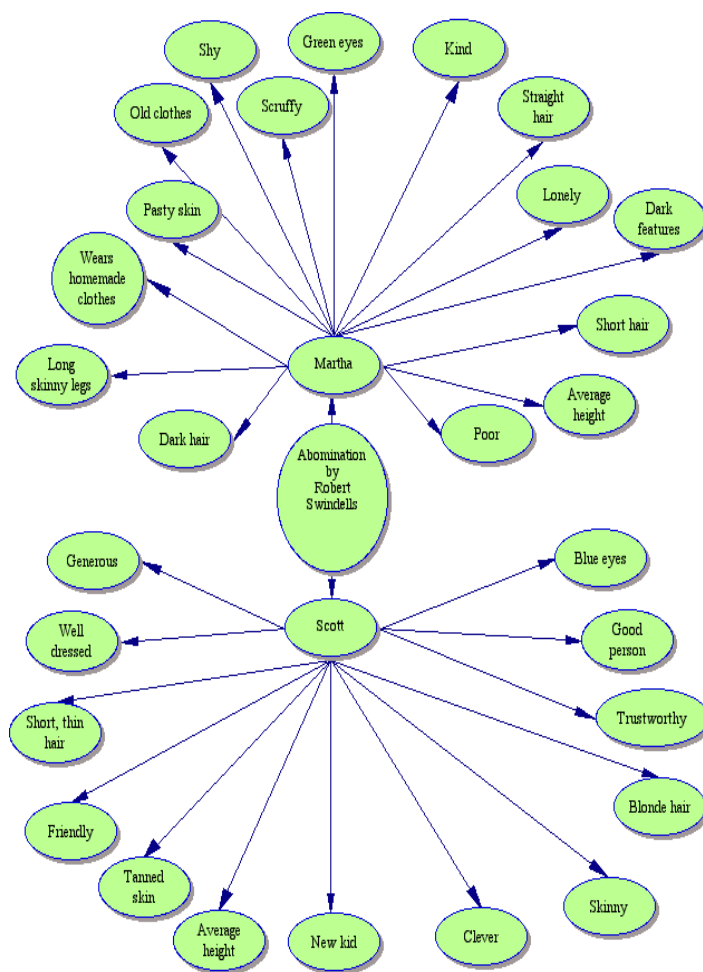 Shy
Green eyes
Kind
Old clothes
Scruffy
Straight
hair
Pasty skin
Lonely
Dark
features
Wears
homemade
clothes
Short hair
Long
skinny legs
Martha
Average
height
Dark hair
Poor
Abomination
by
Robert
Swindells
Generous
Blue eyes
Well
dressed
Scott
Good
person
Short, thin
hair
Trustworthy
Friendly
Blonde hair
Tanned
skin
Skinny
Average
height
New kid
Clever